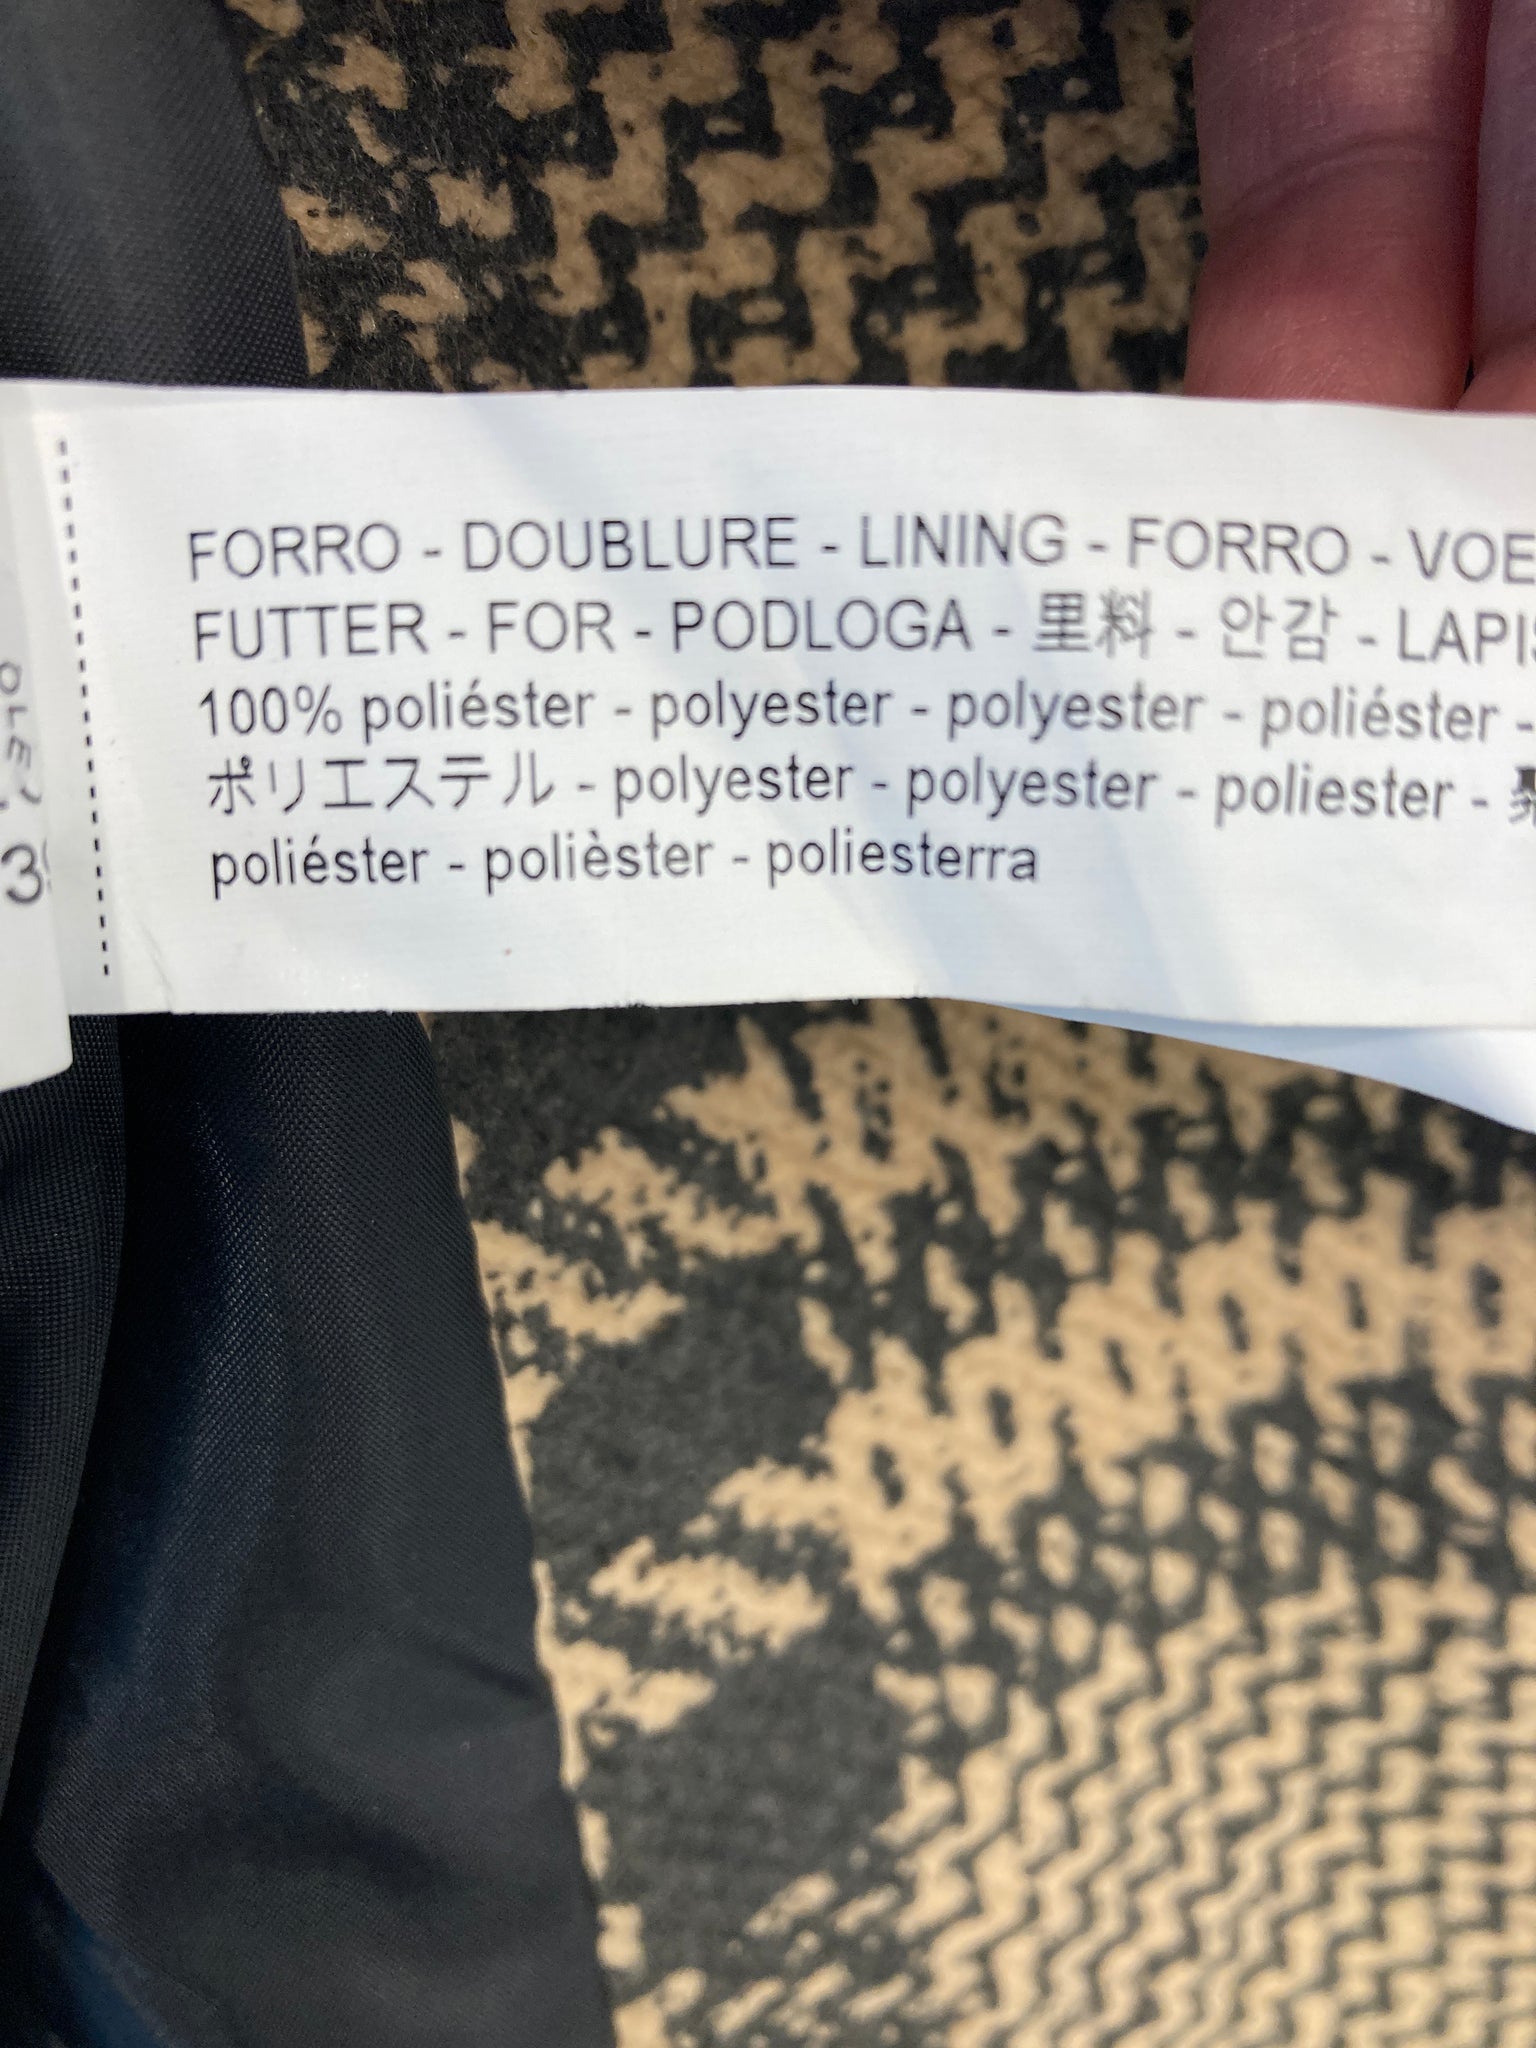 FORRO - DOUBLURE - LINING - FORRO - VOE
FUTTER - FOR - PODLOGA - 里料 - 안감 - LAPI
100% poliéster - polyester - polyester - poliéster -
ポリエステル - polyester - polyester - poliester -
poliéster - polièster - poliesterra